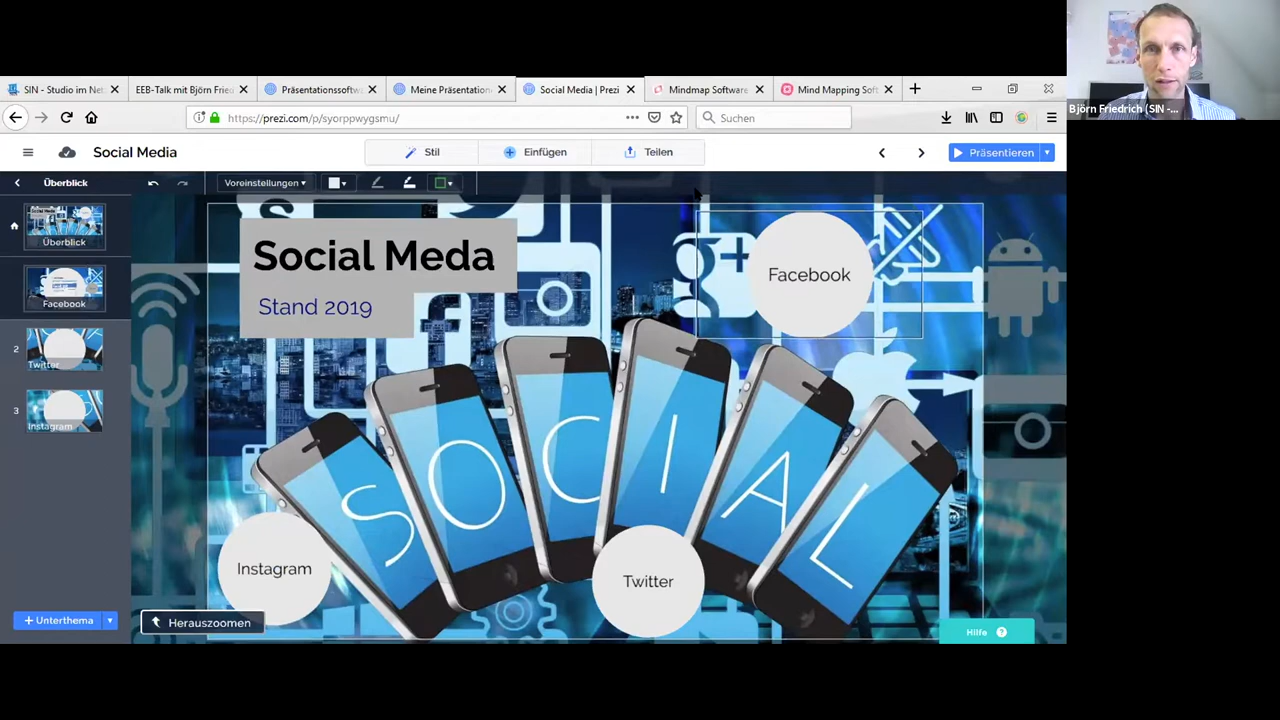 SIN - Studio im Net
EEB-Talk mit Björn Fried
Präsentationssoftw
Meine Präsentation
Social Media | Prezi
Mindmap Software
Mind Mapping Soft
Björn Friedrich (SIN -...
https://prezi.com/p/syorppwygsmu/
Suchen
Social Media
Stil
Einfügen
Teilen
Präsentieren
Überblick
Voreinstellungen
Überblick
Facebook
2
Twitter
3
Instagram
Social Meda
Stand 2019
Facebook
S O C I A L
Instagram
Twitter
+ Unterthema
Herauszoomen
Hilfe ?